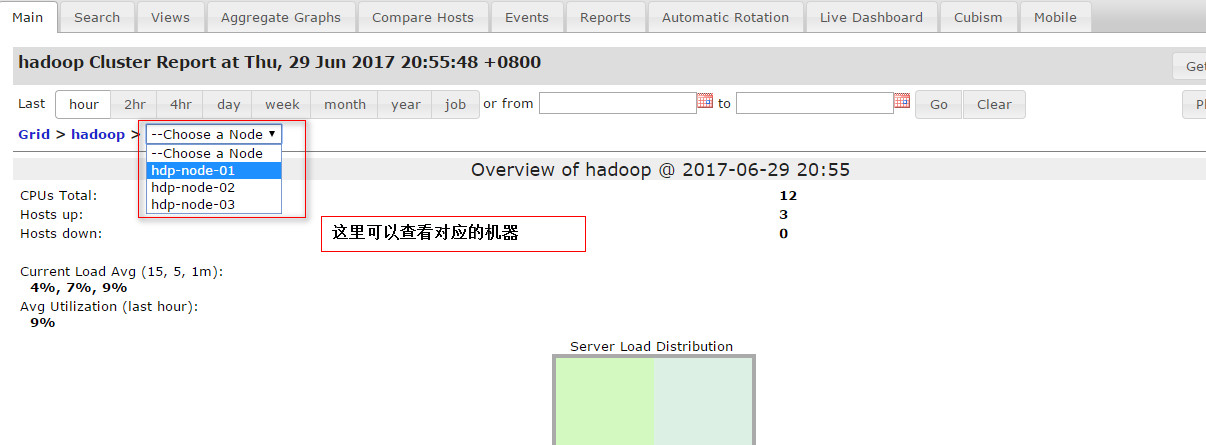 Main Search Views Aggregate Graphs Compare Hosts Events Reports Automatic Rotation Live Dashboard Cubism Mobile
hadoop Cluster Report at Thu, 29 Jun 2017 20:55:48 +0800
Last hour 2hr 4hr day week month year job or from to Go Clear
Grid > hadoop > --Choose a Node
--Choose a Node
hdp-node-01
hdp-node-02
hdp-node-03
Overview of hadoop @ 2017-06-29 20:55
CPUs Total: 12
Hosts up: 3
Hosts down: 0
这里可以查看对应的机器
Current Load Avg (15, 5, 1m):
4%, 7%, 9%
Avg Utilization (last hour):
9%
Server Load Distribution